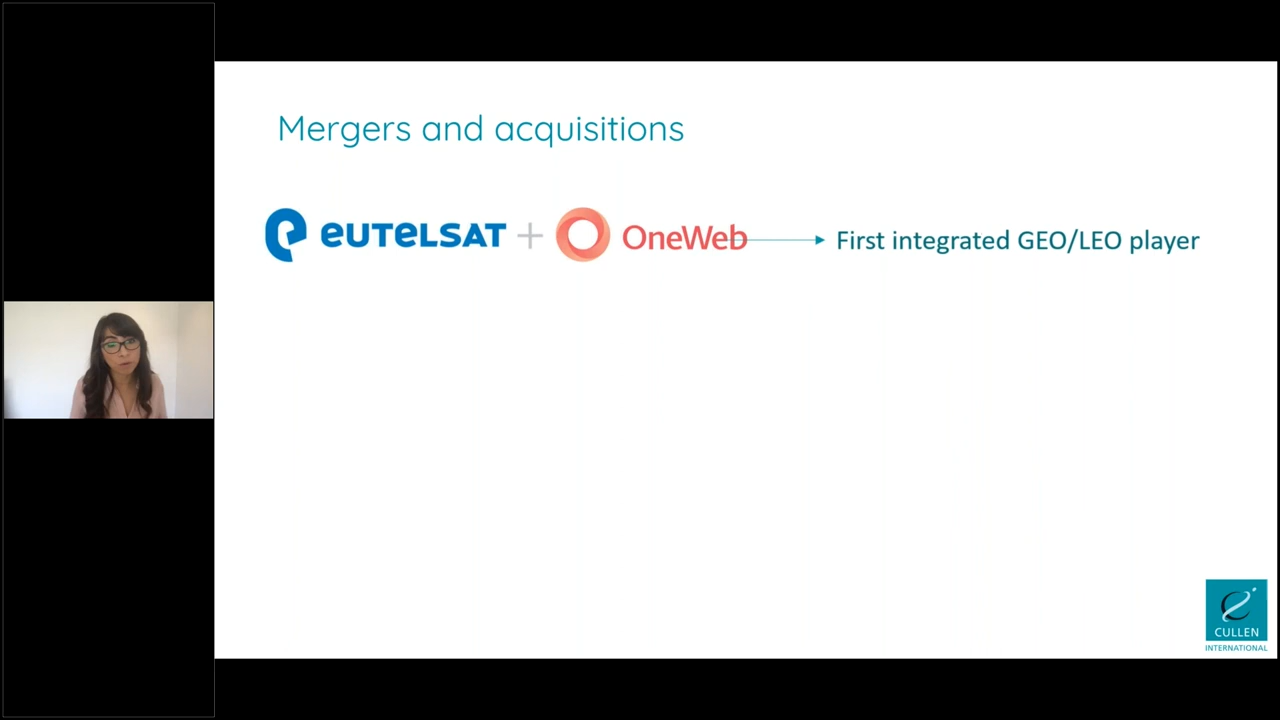 Mergers and acquisitions
eutelsat + OneWeb → First integrated GEO/LEO player
CULLEN
INTERNATIONAL